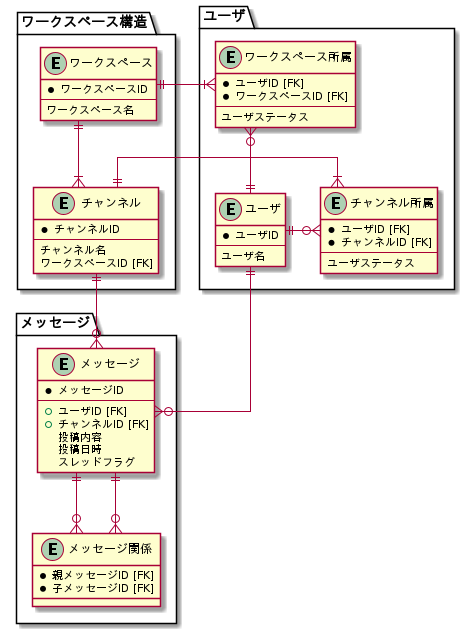 ワークスペース構造
E ワークスペース
ワークスペースID
ワークスペース名
E チャンネル
チャンネルID
チャンネル名
ワークスペースID [FK]
ユーザ
E ワークスペース所属
ユーザID [FK]
ワークスペースID [FK]
ユーザステータス
E ユーザ
ユーザID
ユーザ名
E チャンネル所属
ユーザID [FK]
チャンネルID [FK]
ユーザステータス
メッセージ
E メッセージ
メッセージID
ユーザID [FK]
チャンネルID [FK]
投稿内容
投稿日時
スレッドフラグ
E メッセージ関係
親メッセージID [FK]
子メッセージID [FK]